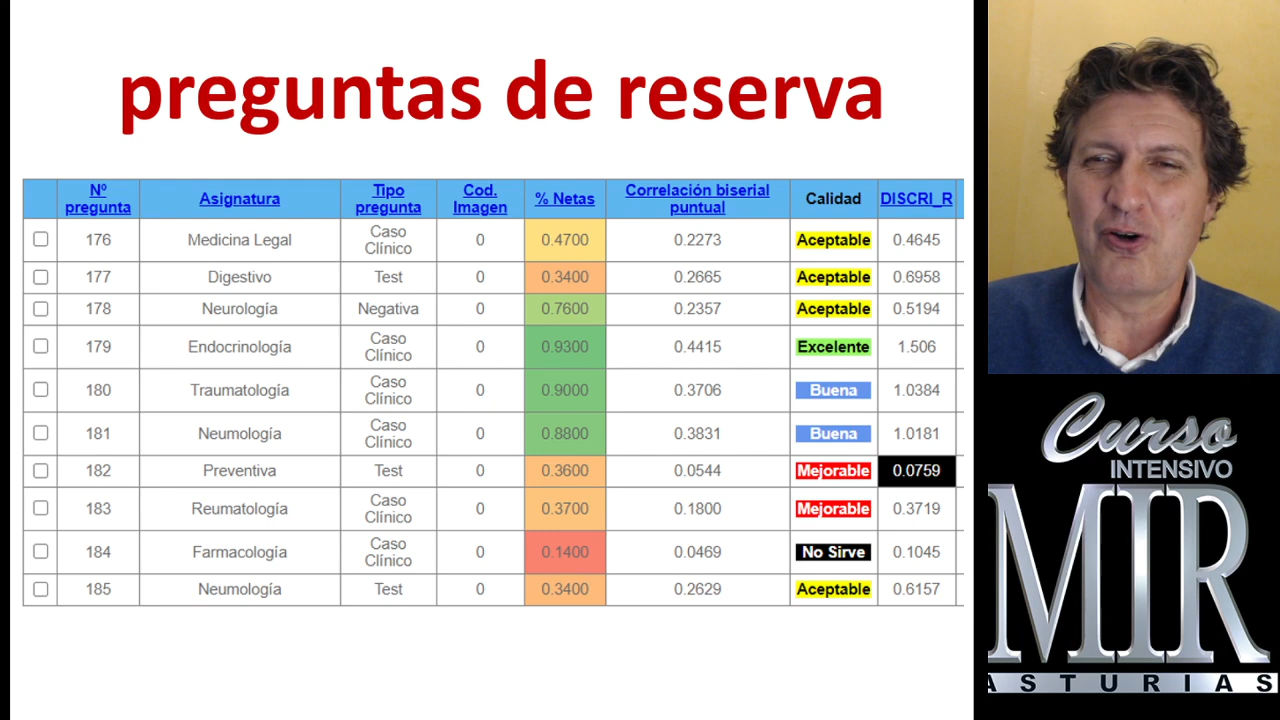 preguntas de reserva
Nº pregunta Asignatura Tipo pregunta Cod. Imagen % Netas Correlación biserial puntual Calidad DISCRI_R
176 Medicina Legal Caso Clínico 0 0.4700 0.2273 Aceptable 0.4645
177 Digestivo Test 0 0.3400 0.2665 Aceptable 0.6958
178 Neurología Negativa 0 0.7600 0.2357 Aceptable 0.5194
179 Endocrinología Caso Clínico 0 0.9300 0.4415 Excelente 1.506
180 Traumatología Caso Clínico 0 0.9000 0.3706 Buena 1.0384
181 Neumología Caso Clínico 0 0.8800 0.3831 Buena 1.0181
182 Preventiva Test 0 0.3600 0.0544 Mejorable 0.0759
183 Reumatología Caso Clínico 0 0.3700 0.1800 Mejorable 0.3719
184 Farmacología Caso Clínico 0 0.1400 0.0469 No Sirve 0.1045
185 Neumología Test 0 0.3400 0.2629 Aceptable 0.6157
Curso
INTENSIVO
MIR
ASTURIAS